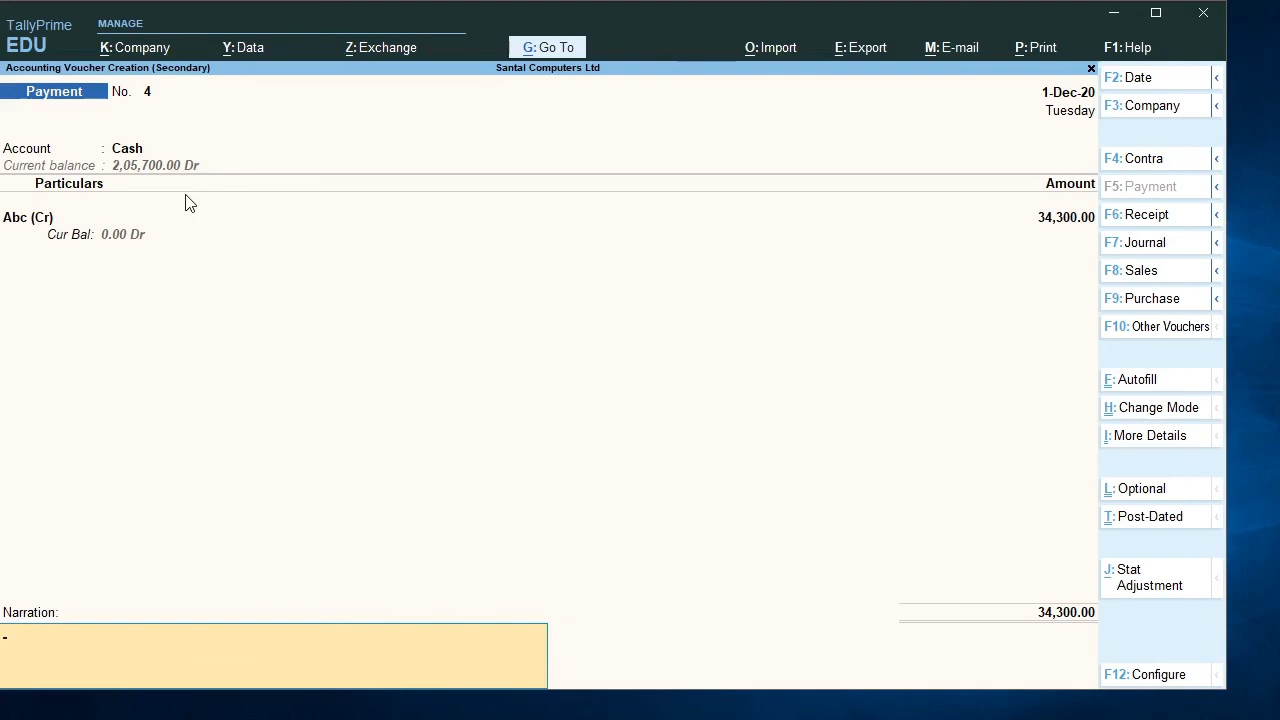 TallyPrime
EDU
MANAGE
K: Company
Y: Data
Z: Exchange
G: Go To
O: Import
E: Export
M: E-mail
P: Print
F1: Help
Accounting Voucher Creation (Secondary)
Santal Computers Ltd
Payment No. 4
1-Dec-20
Tuesday
Account : Cash
Current balance : 2,05,700.00 Dr
Particulars Amount
Abc (Cr) 34,300.00
Cur Bal: 0.00 Dr
Narration: 34,300.00
F2: Date
F3: Company
F4: Contra
F5: Payment
F6: Receipt
F7: Journal
F8: Sales
F9: Purchase
F10: Other Vouchers
F: Autofill
H: Change Mode
I: More Details
L: Optional
T: Post-Dated
J: Stat
Adjustment
F12: Configure